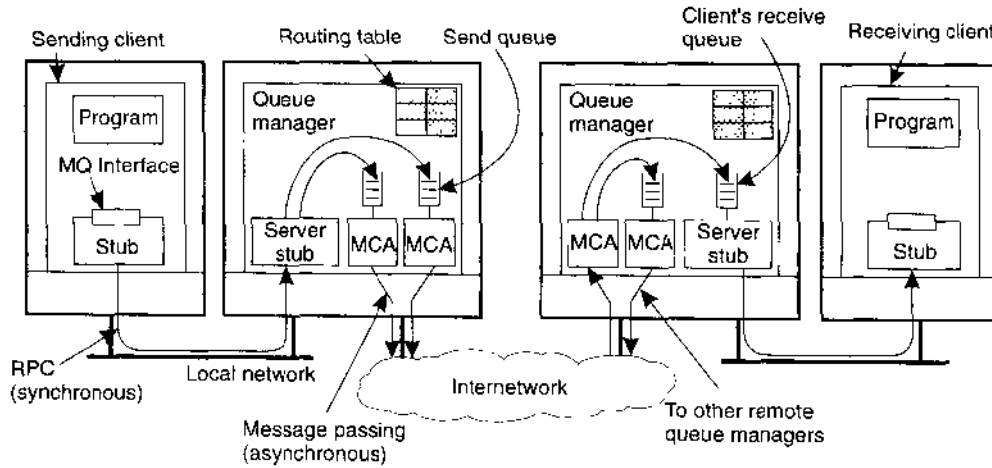 Sending client
Routing table
Send queue
Client's receive
queue
Receiving client
Program
MQ Interface
Stub
Queue
manager
Server
stub
MCA
MCA
Queue
manager
MCA
MCA
Server
stub
Program
Stub
RPC
(synchronous)
Local network
Internetwork
Message passing
(asynchronous)
To other remote
queue managers